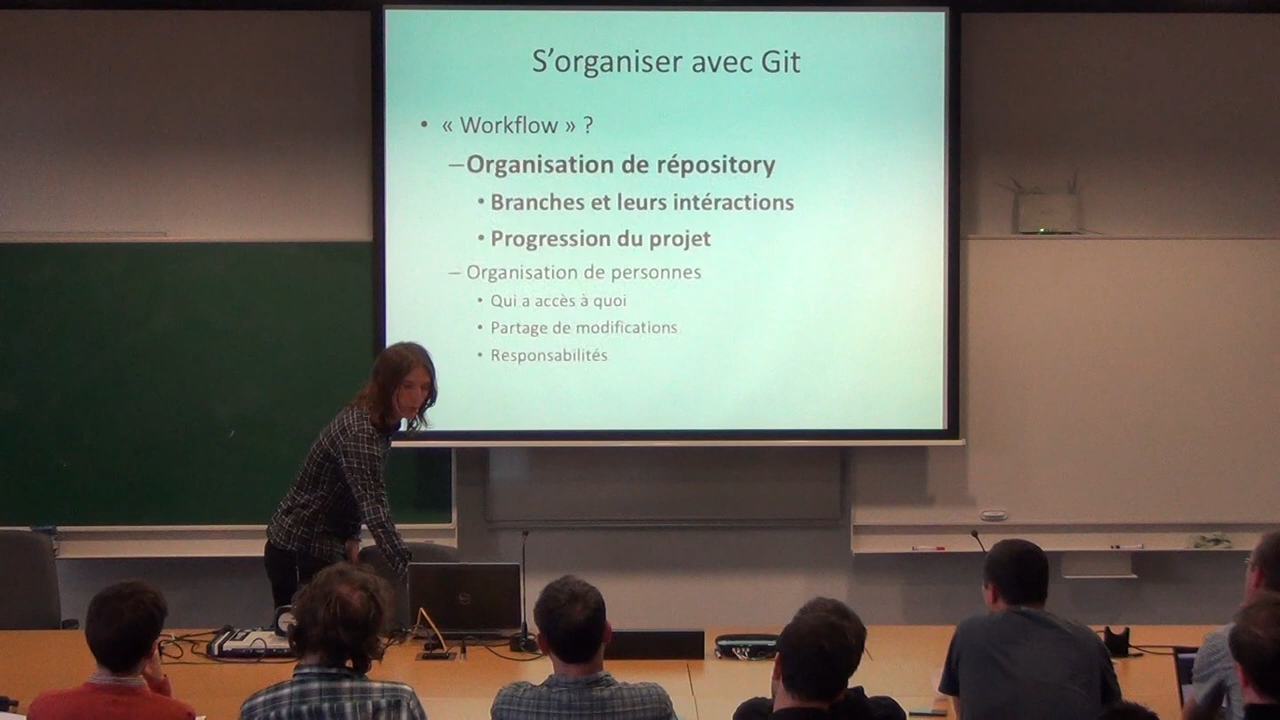 S'organiser avec Git
• « Workflow » ?
–Organisation de répository
• Branches et leurs intéractions
• Progression du projet
– Organisation de personnes
• Qui a accès à quoi
• Partage de modifications
• Responsabilités